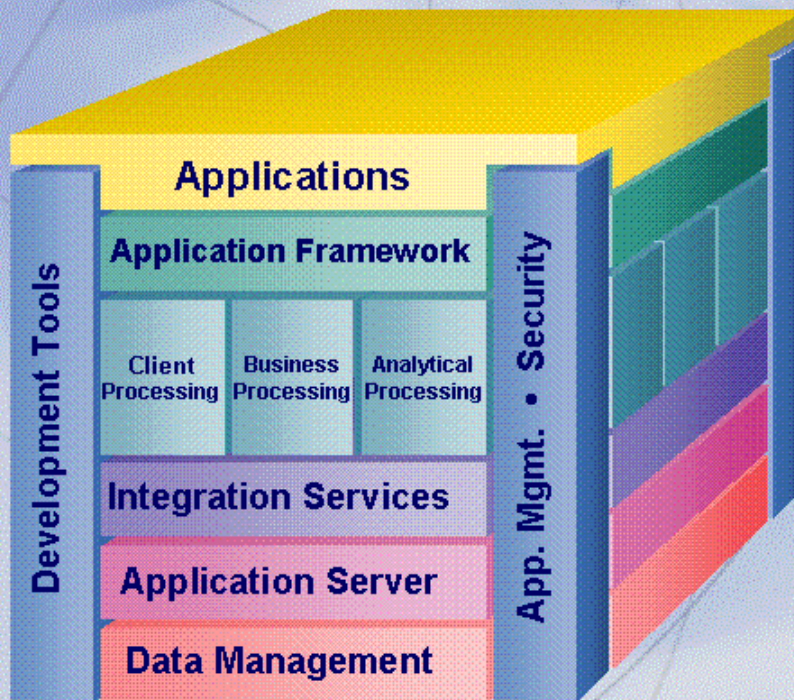 Applications
Application Framework
Client
Processing
Business
Processing
Analytical
Processing
Integration Services
Application Server
Data Management
Development Tools
App. Mgmt. • Security